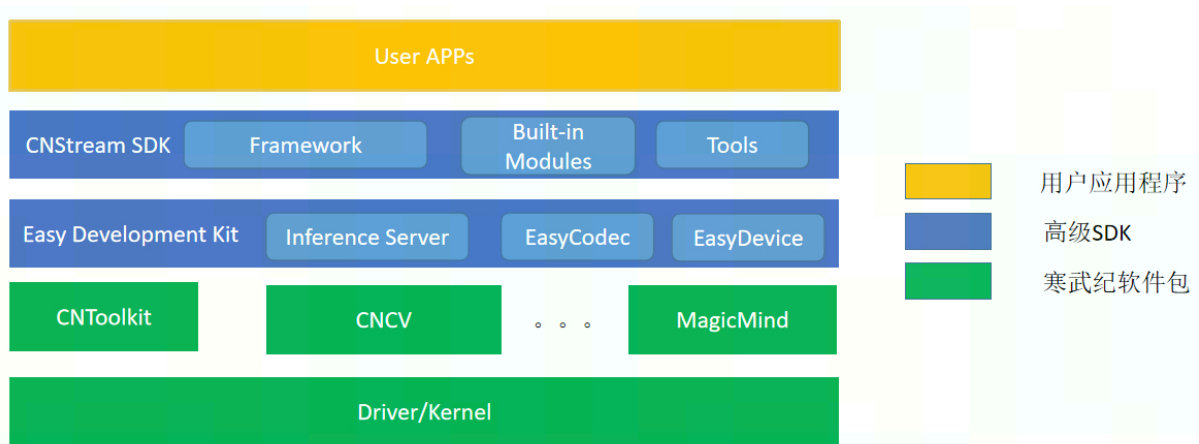 User APPs
CNStream SDK
Framework
Built-in
Modules
Tools
Easy Development Kit
Inference Server
EasyCodec
EasyDevice
CNToolkit
CNCV
。。。
MagicMind
Driver/Kernel
用户应用程序
高级SDK
寒武纪软件包